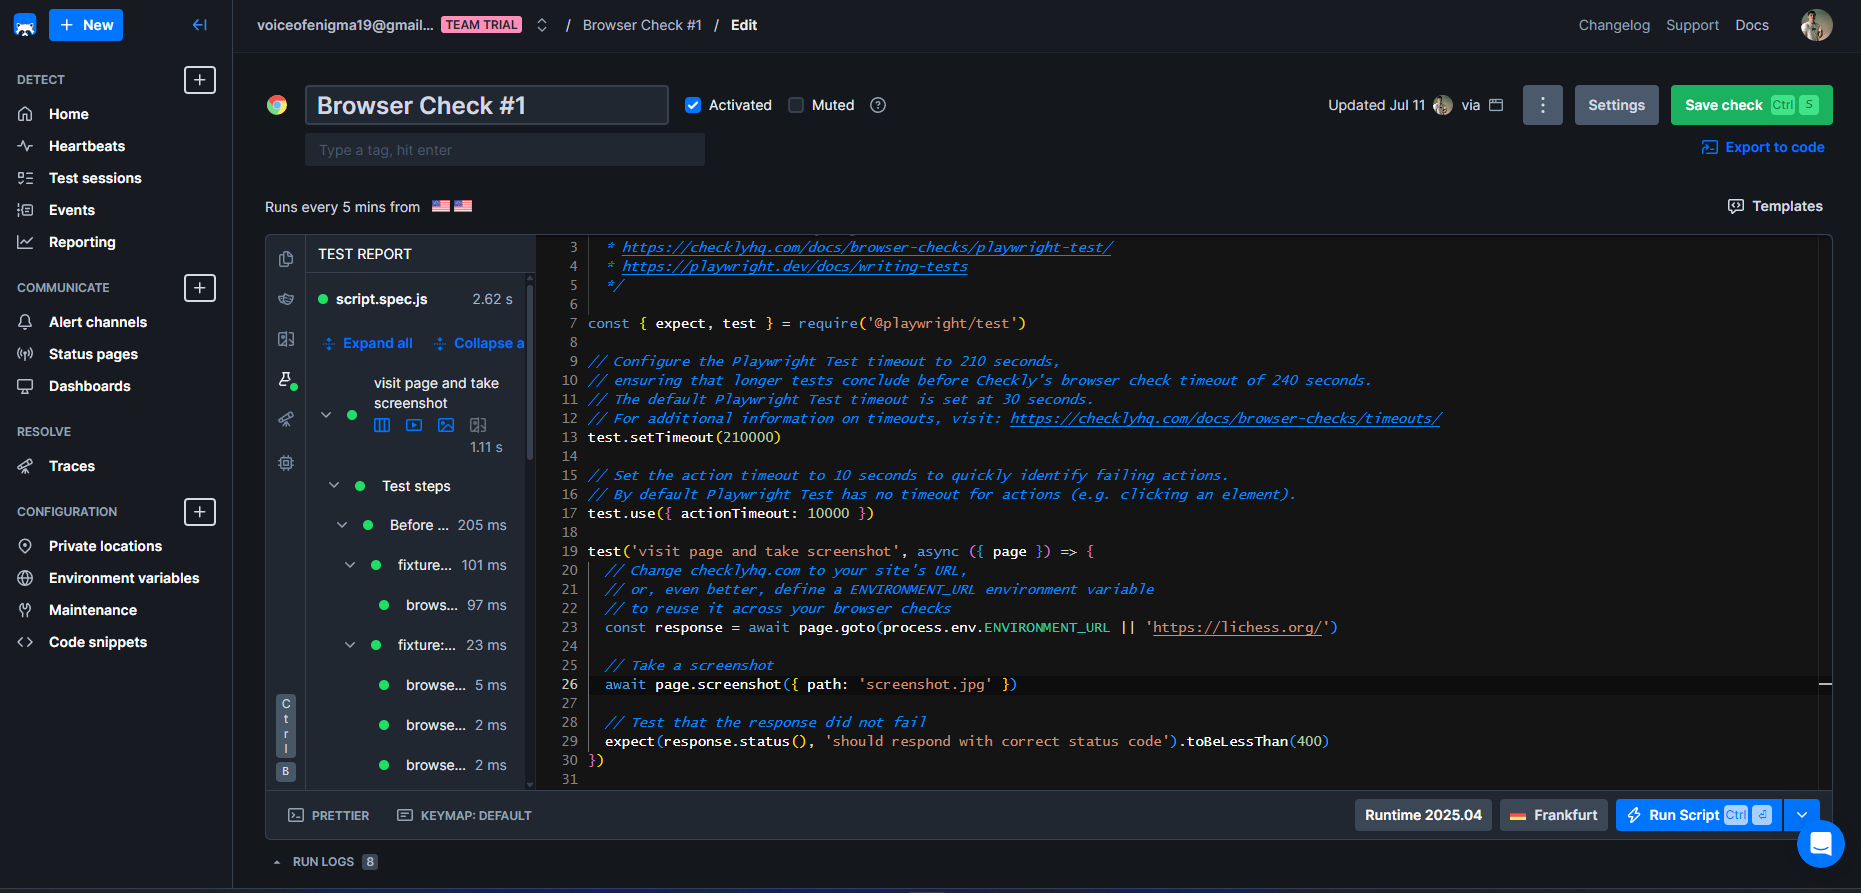 + New
voiceofenigma19@gmail... TEAM TRIAL / Browser Check #1 / Edit
Changelog Support Docs
DETECT
Home
Heartbeats
Test sessions
Events
Reporting
COMMUNICATE
Alert channels
Status pages
Dashboards
RESOLVE
Traces
CONFIGURATION
Private locations
Environment variables
Maintenance
Code snippets
Browser Check #1
Activated Muted
Updated Jul 11 via
Settings
Save check Ctrl S
Type a tag, hit enter
Export to code
Runs every 5 mins from
Templates
TEST REPORT
script.spec.js 2.62 s
Expand all Collapse a
visit page and take
screenshot
1.11 s
Test steps
Before ... 205 ms
fixture... 101 ms
brows... 97 ms
fixture:... 23 ms
browse... 5 ms
browse... 2 ms
browse... 2 ms
Ctrl
B
3 * https://checklyhq.com/docs/browser-checks/playwright-test/
4 * https://playwright.dev/docs/writing-tests
5 */
6
7 const { expect, test } = require('@playwright/test')
8
9 // Configure the Playwright Test timeout to 210 seconds,
10 // ensuring that longer tests conclude before Checkly's browser check timeout of 240 seconds.
11 // The default Playwright Test timeout is set at 30 seconds.
12 // For additional information on timeouts, visit: https://checklyhq.com/docs/browser-checks/timeouts/
13 test.setTimeout(210000)
14
15 // Set the action timeout to 10 seconds to quickly identify failing actions.
16 // By default Playwright Test has no timeout for actions (e.g. clicking an element).
17 test.use({ actionTimeout: 10000 })
18
19 test('visit page and take screenshot', async ({ page }) => {
20 // Change checklyhq.com to your site's URL,
21 // or, even better, define a ENVIRONMENT_URL environment variable
22 // to reuse it across your browser checks
23 const response = await page.goto(process.env.ENVIRONMENT_URL || 'https://lichess.org/')
24
25 // Take a screenshot
26 await page.screenshot({ path: 'screenshot.jpg' })
27
28 // Test that the response did not fail
29 expect(response.status(), 'should respond with correct status code').toBeLessThan(400)
30 })
31
PRETTIER KEYMAP: DEFAULT
Runtime 2025.04 Frankfurt Run Script Ctrl
RUN LOGS 8